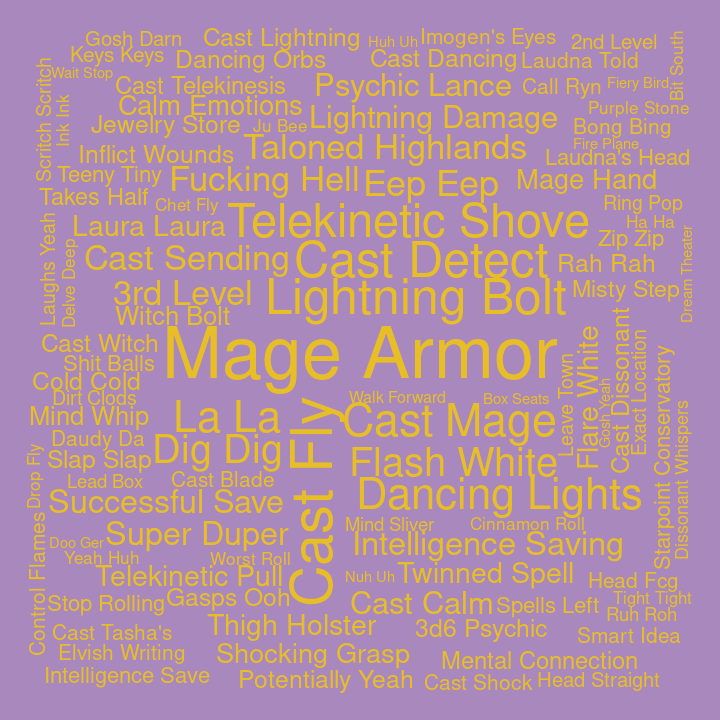 Gosh Darn
Cast Lightning
Huh Uh
Imogen's Eyes
2nd Level
Bit South
Keys Keys
Dancing Orbs
Cast Dancing
Laudna Told
Wait Stop
Scritch Scritch
Ink Ink
Cast Telekinesis
Psychic Lance
Call Ryn
Fiery Bird
Calm Emotions
Lightning Damage
Purple Stone
Jewelry Store
Ju Bee
Bong Bing
Inflict Wounds
Taloned Highlands
Fire Plane
Laudna's Head
Teeny Tiny
Fucking Hell
Eep Eep
Mage Hand
Takes Half
Chet Fly
Ring Pop
Laura Laura
Telekinetic Shove
Ha Ha
Zip Zip
Laughs Yeah
Delve Deep
Cast Sending
Cast Detect
Rah Rah
Dream Theater
3rd Level
Lightning Bolt
Misty Step
Witch Bolt
Cast Witch
Mage Armor
Shit Balls
Cold Cold
Dirt Clods
Walk Forward
Box Seats
Leave Town
Flare White
Gosh Yeah
Cast Dissonant
Exact Location
Starpoint Conservatory
Dissonant Whispers
Mind Whip
La La
Cast Fly
Cast Mage
Daudy Da
Dig Dig
Slap Slap
Flash White
Drop Fly
Lead Box
Cast Blade
Successful Save
Dancing Lights
Control Flames
Super Duper
Mind Sliver
Cinnamon Roll
Doo Ger
Intelligence Saving
Yeah Huh
Worst Roll
Telekinetic Pull
Nuh Uh
Twinned Spell
Head Fcg
Stop Rolling
Gasps Ooh
Cast Calm
Spells Left
Tight Tight
Ruh Roh
Cast Tasha's
Thigh Holster
3d6 Psychic
Smart Idea
Elvish Writing
Shocking Grasp
Mental Connection
Intelligence Save
Potentially Yeah
Cast Shock
Head Straight